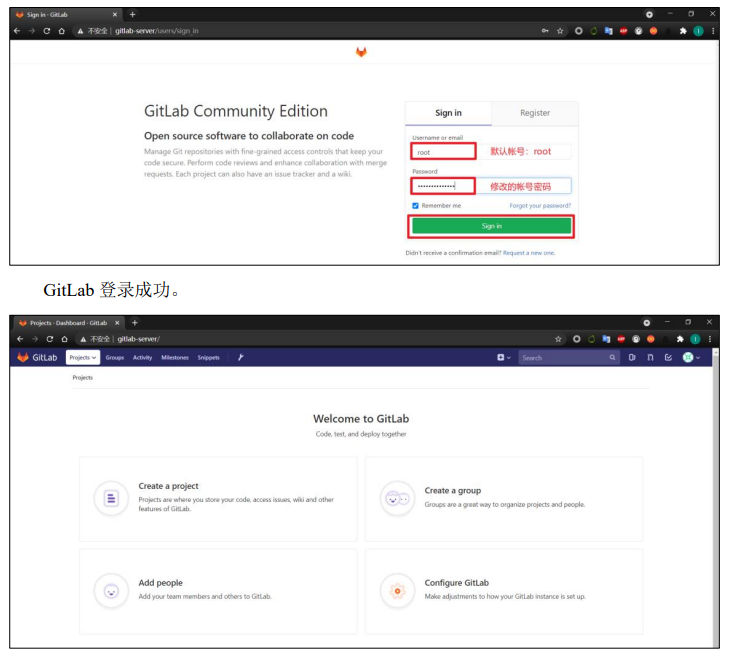 Sign in · GitLab
不安全 | gitlab-server/users/sign_in
GitLab Community Edition
Open source software to collaborate on code
Manage Git repositories with fine-grained access controls that keep your
code secure. Perform code reviews and enhance collaboration with merge
requests. Each project can also have an issue tracker and a wiki.
Sign in Register
Username or email
root 默认帐号：root
Password
•••••••••••••• 修改的帐号密码
Remember me Forgot your password?
Sign in
Didn't receive a confirmation email? Request a new one.
GitLab 登录成功。
Projects · Dashboard · GitLab
不安全 | gitlab-server/
GitLab Projects Groups Activity Milestones Snippets Search
Projects
Welcome to GitLab
Code, test, and deploy together
Create a project
Projects are where you store your code, access issues, wiki and other
features of GitLab.
Create a group
Groups are a great way to organize projects and people.
Add people
Add your team members and others to GitLab.
Configure GitLab
Make adjustments to how your GitLab instance is set up.